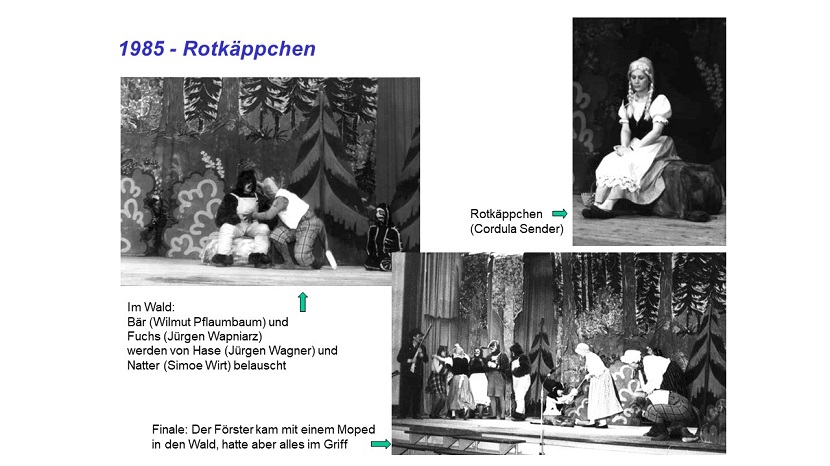 1985 - Rotkäppchen
Rotkäppchen
(Cordula Sender)
Im Wald:
Bär (Wilmut Pflaumbaum) und
Fuchs (Jürgen Wapniarz)
werden von Hase (Jürgen Wagner) und
Natter (Simoe Wirt) belauscht
Finale: Der Förster kam mit einem Moped
in den Wald, hatte aber alles im Griff